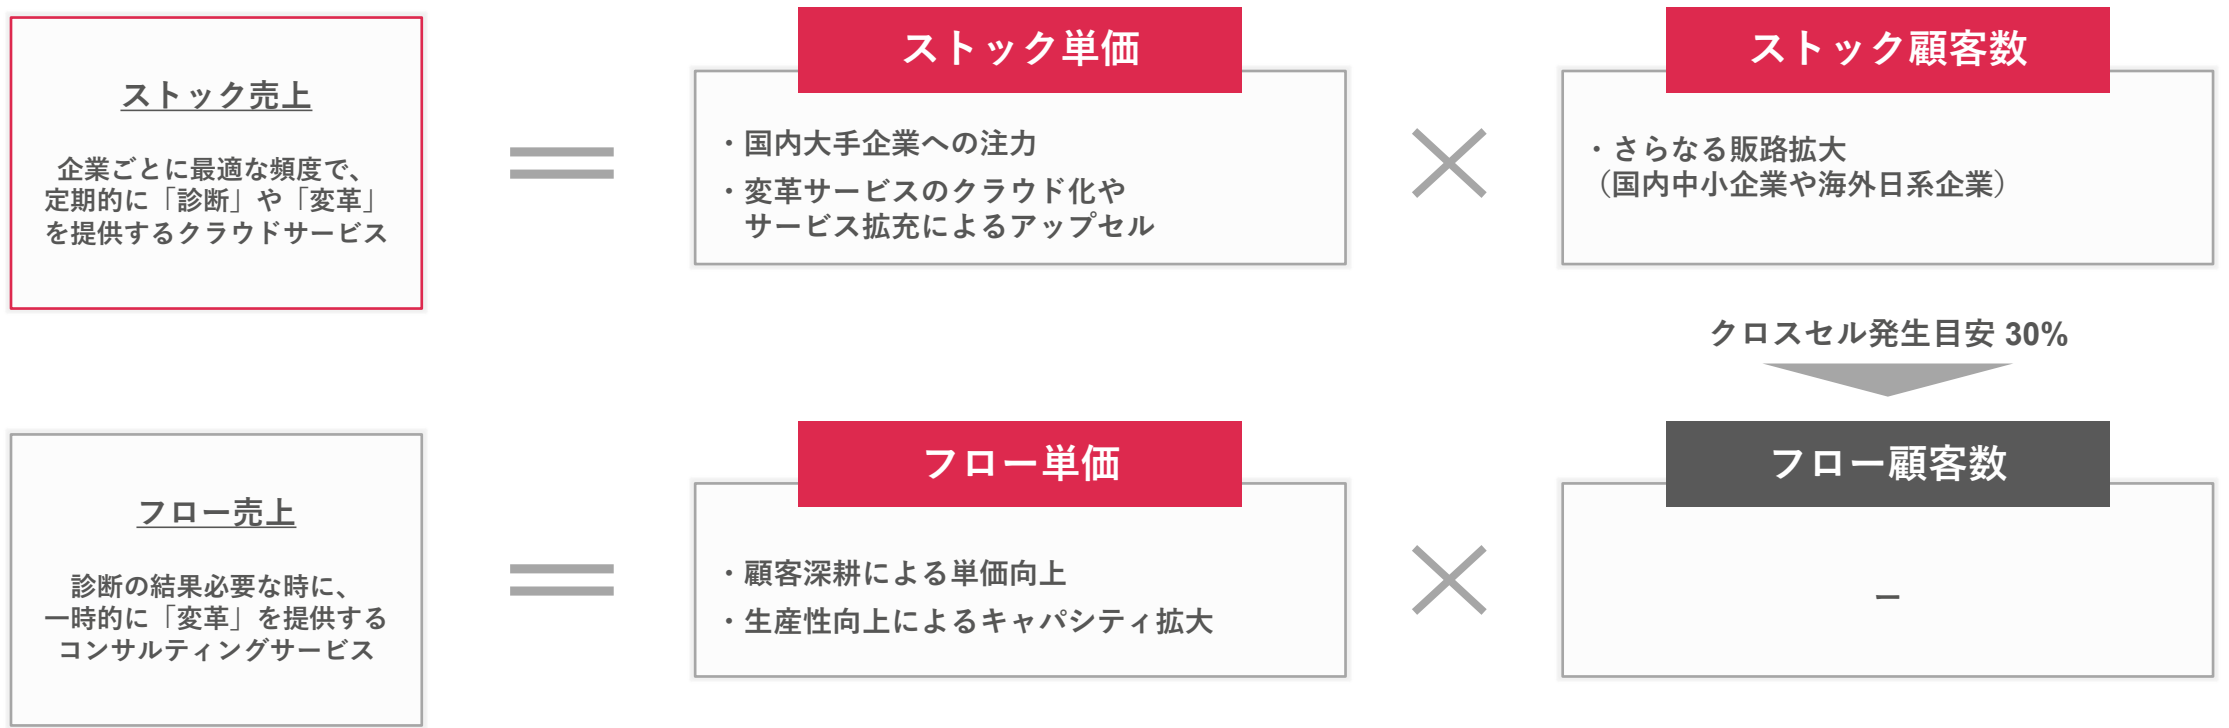 ストック売上
企業ごとに最適な頻度で、
定期的に「診断」や「変革」
を提供するクラウドサービス
ストック単価
・国内大手企業への注力
・変革サービスのクラウド化や
サービス拡充によるアップセル
ストック顧客数
・さらなる販路拡大
（国内中小企業や海外日系企業）
クロスセル発生目安 30%
フロー売上
診断の結果必要な時に、
一時的に「変革」を提供する
コンサルティングサービス
フロー単価
・顧客深耕による単価向上
・生産性向上によるキャパシティ拡大
フロー顧客数
ー